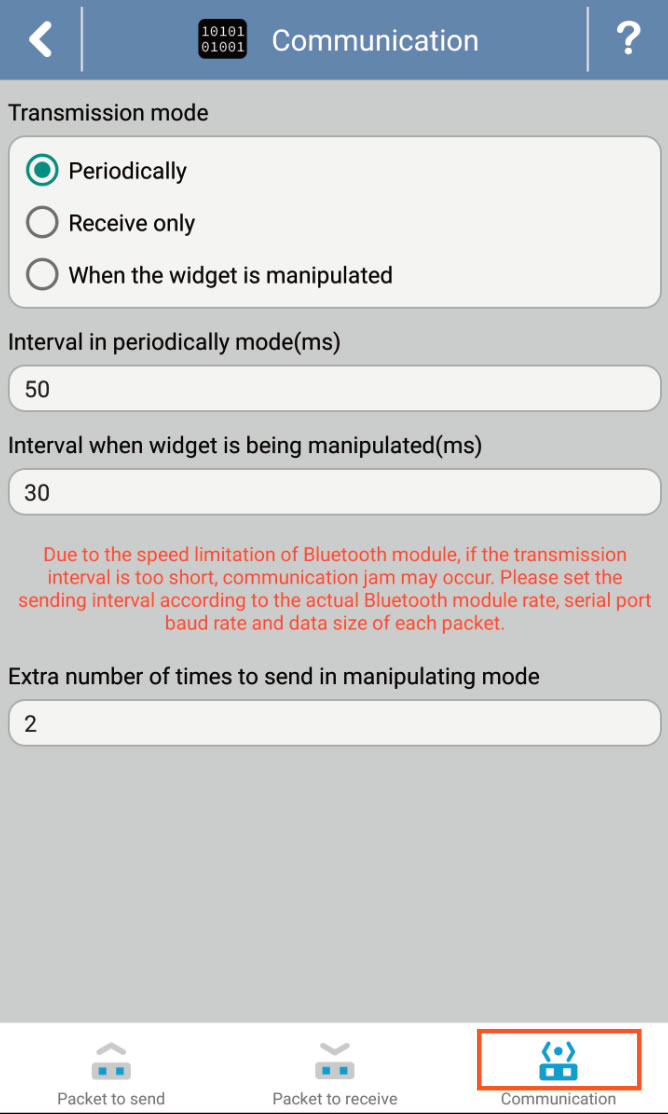 10101
01001
Communication
?
Transmission mode
Periodically
Receive only
When the widget is manipulated
Interval in periodically mode(ms)
50
Interval when widget is being manipulated(ms)
30
Due to the speed limitation of Bluetooth module, if the transmission
interval is too short, communication jam may occur. Please set the
sending interval according to the actual Bluetooth module rate, serial port
baud rate and data size of each packet.
Extra number of times to send in manipulating mode
2
Packet to send
Packet to receive
Communication